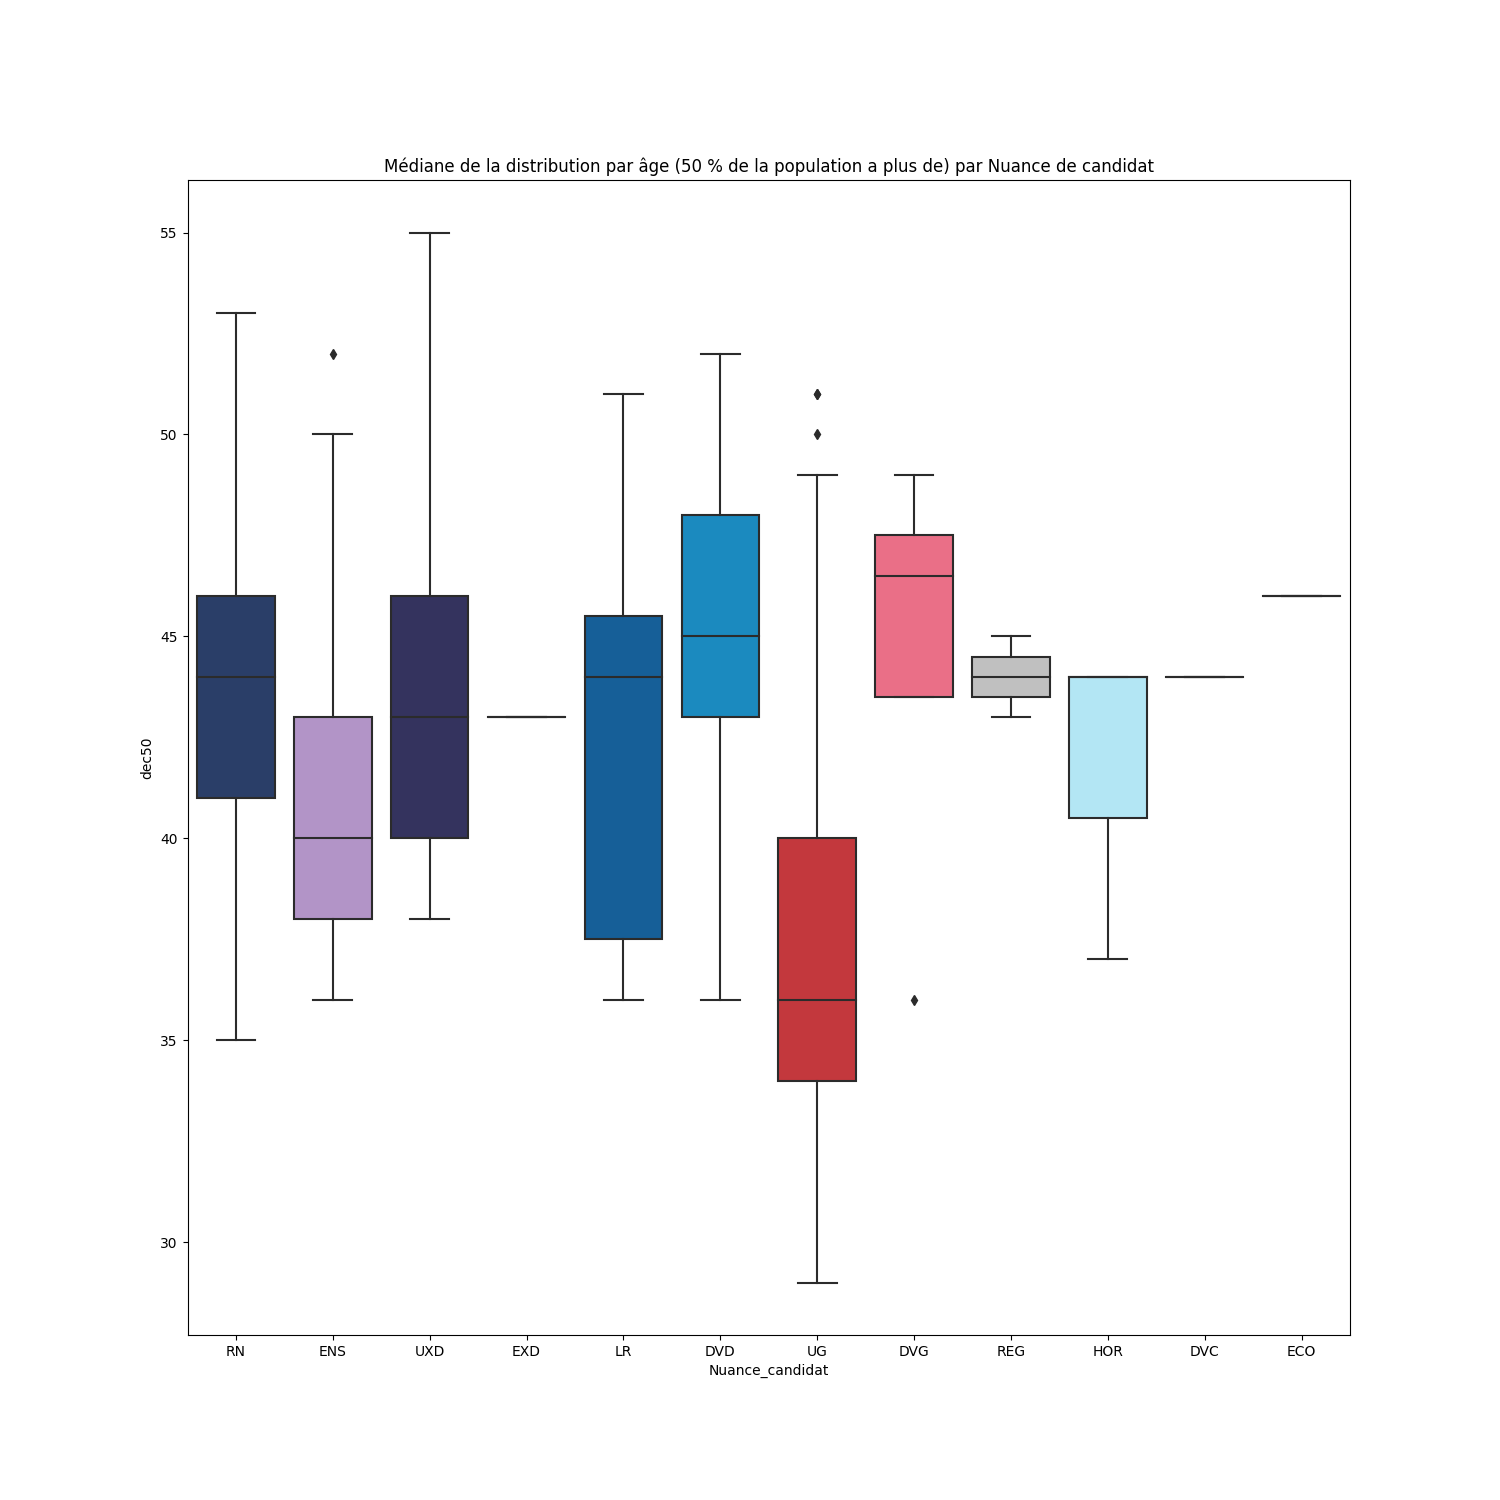 Médiane de la distribution par âge (50 % de la population a plus de) par Nuance de candidat
55
50
45
40
35
30
dec50
RN ENS UXD EXD LR DVD UG DVG REG HOR DVC ECO
Nuance_candidat